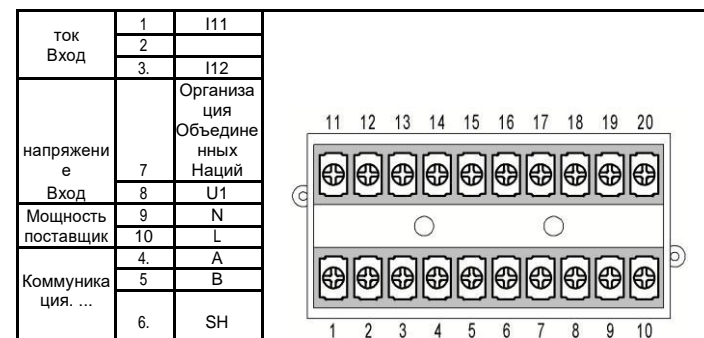 ток
Вход
1 I11
2
3. I12
напряжени
е
Вход
7 Организа
ция
Объедине
нных
Наций
8 U1
Мощность
поставщик
9 N
10 L
Коммуника
ция. ...
4. A
5 B
6. SH
11 12 13 14 15 16 17 18 19 20
1 2 3 4 5 6 7 8 9 10